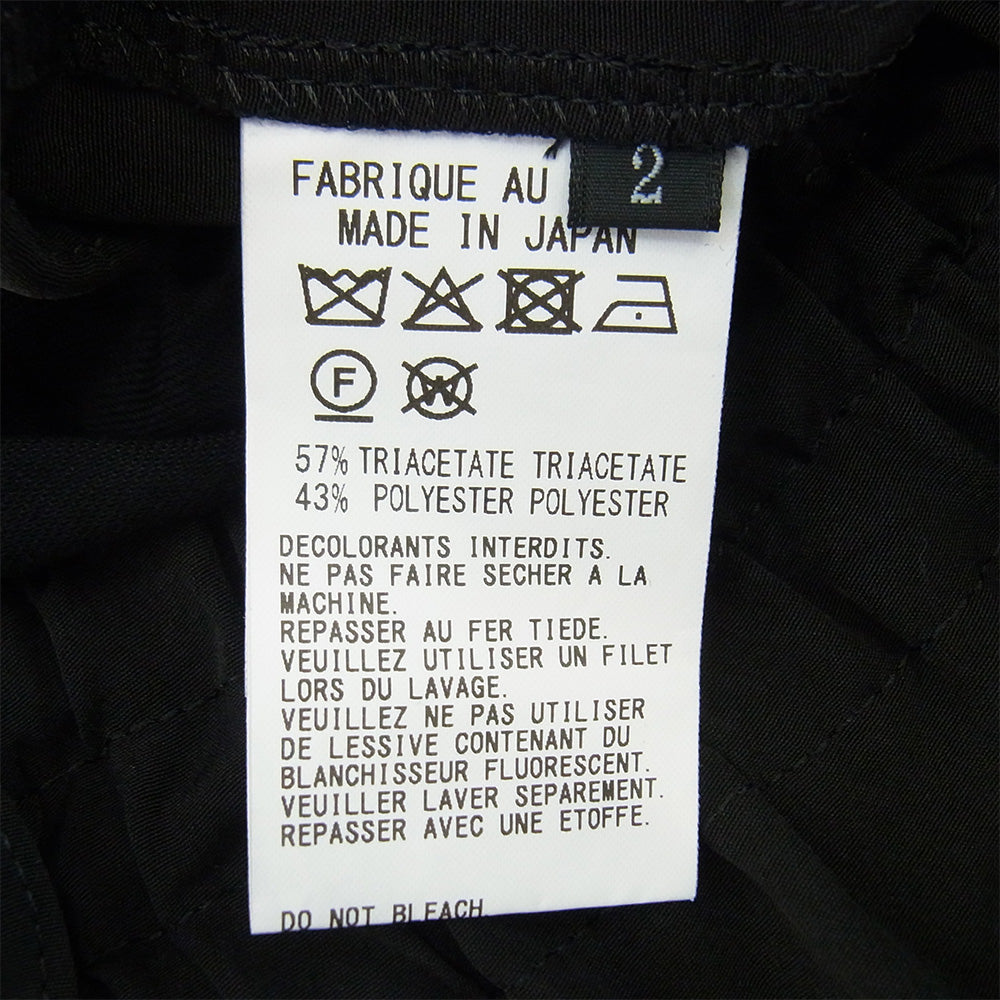 FABRIQUE AU
2
MADE IN JAPAN
F
W
57% TRIACETATE TRIACETATE
43% POLYESTER POLYESTER
DECOLORANTS INTERDITS.
NE PAS FAIRE SECHER A LA
MACHINE.
REPASSER AU FER TIEDE.
VEUILLEZ UTILISER UN FILET
LORS DU LAVAGE.
VEUILLEZ NE PAS UTILISER
DE LESSIVE CONTENANT DU
BLANCHISSEUR FLUORESCENT.
VEUILLER LAVER SEPAREMENT.
REPASSER AVEC UNE ETOFFE.
DO NOT BLEACH.